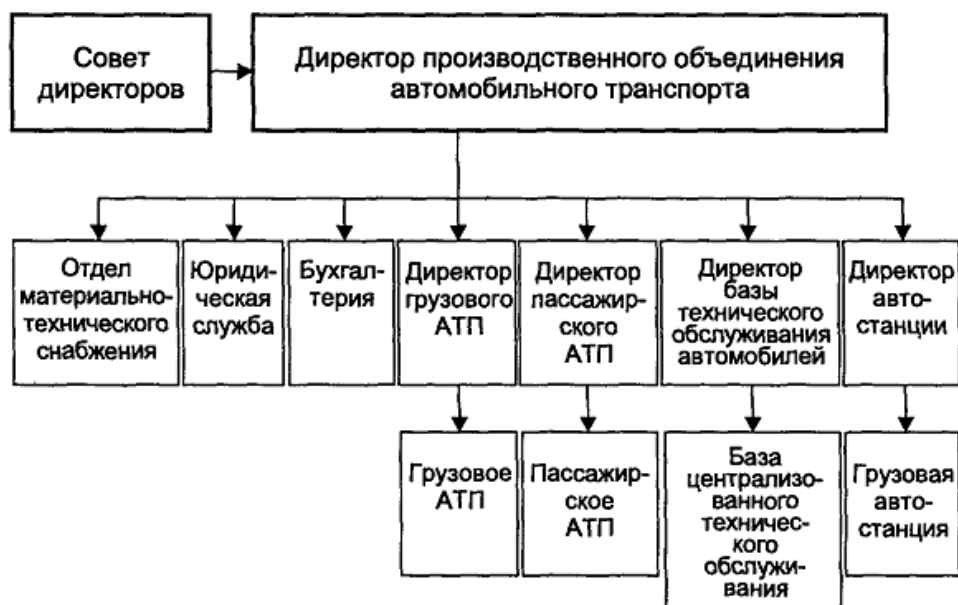 Совет
директоров
Директор производственного объединения
автомобильного транспорта
Отдел
материально-
технического
снабжения
Юриди-
ческая
служба
Бухгал-
терия
Директор
грузового
АТП
Директор
пассажир-
ского
АТП
Директор
базы
технического
обслуживания
автомобилей
Директор
авто-
станции
Грузовое
АТП
Пассажир-
ское
АТП
База
централизо-
ванного
техничес-
кого
обслужи-
вания
Грузовая
авто-
станция